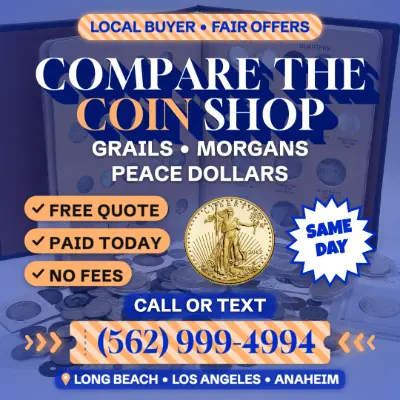 LOCAL BUYER • FAIR OFFERS
COMPARE THE
COIN SHOP
GRAILS • MORGANS
PEACE DOLLARS
FREE QUOTE
PAID TODAY
NO FEES
LIBERTY
SAME
DAY
CALL OR TEXT
(562) 999-4994
LONG BEACH • LOS ANGELES • ANAHEIM